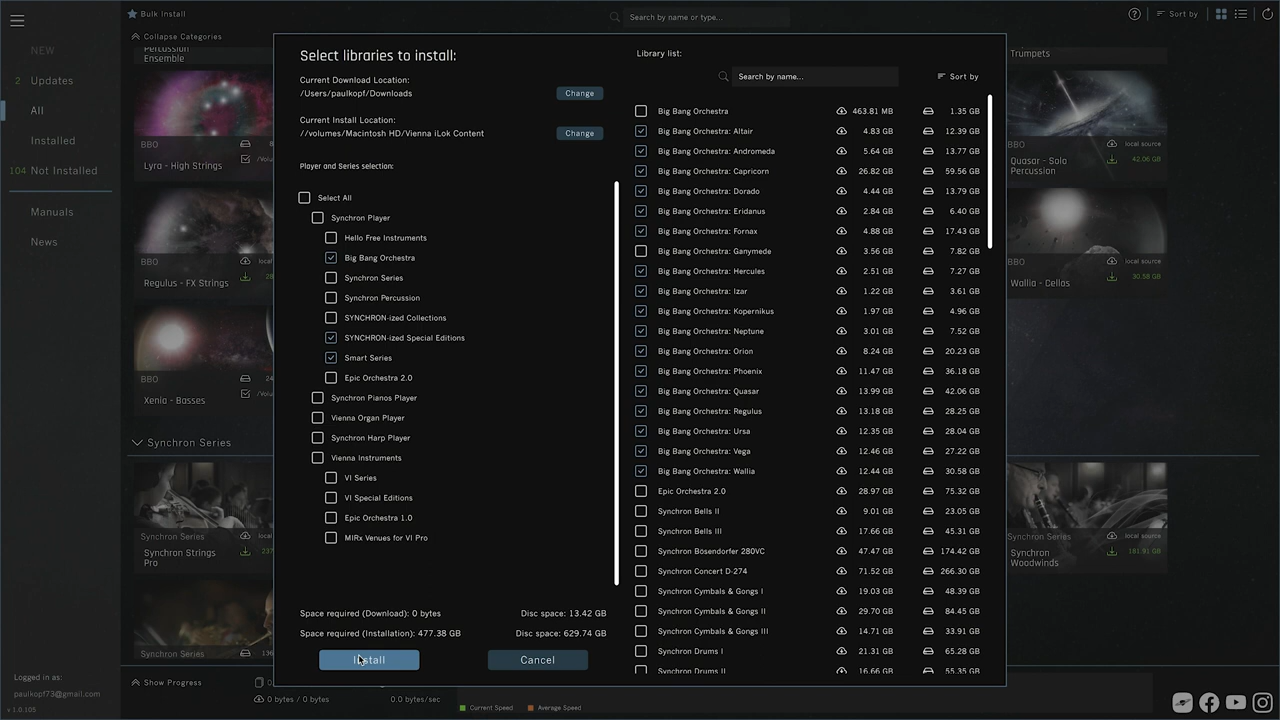 Bulk Install
Search by name or type...
Sort by
Collapse Categories
NEW
2 Updates
All
Installed
104 Not Installed
Manuals
News
Percussion
Ensemble
BBO
Lyra - High Strings
BBO
local
Regulus - FX Strings
BBO
Xenia - Basses
Synchron Series
Synchron Series
local
Synchron Strings
Pro
Synchron Series
Select libraries to install:
Current Download Location:
/Users/paulkopf/Downloads
Change
Current Install Location:
//volumes/Macintosh HD/Vienna iLok Content
Change
Player and Series selection:
Select All
Synchron Player
Hello Free Instruments
Big Bang Orchestra
Synchron Series
Synchron Percussion
SYNCHRON-ized Collections
SYNCHRON-ized Special Editions
Smart Series
Epic Orchestra 2.0
Synchron Pianos Player
Vienna Organ Player
Synchron Harp Player
Vienna Instruments
VI Series
VI Special Editions
Epic Orchestra 1.0
MIRx Venues for VI Pro
Space required (Download): 0 bytes Disc space: 13.42 GB
Space required (Installation): 477.38 GB Disc space: 629.74 GB
Install Cancel
Library list:
Search by name...
Sort by
Big Bang Orchestra 463.81 MB 1.35 GB
Big Bang Orchestra: Altair 4.83 GB 12.39 GB
Big Bang Orchestra: Andromeda 5.64 GB 13.77 GB
Big Bang Orchestra: Capricorn 26.82 GB 59.56 GB
Big Bang Orchestra: Dorado 4.44 GB 13.79 GB
Big Bang Orchestra: Eridanus 2.84 GB 6.40 GB
Big Bang Orchestra: Fornax 4.88 GB 17.43 GB
Big Bang Orchestra: Ganymede 3.56 GB 7.82 GB
Big Bang Orchestra: Hercules 2.51 GB 7.27 GB
Big Bang Orchestra: Izar 1.22 GB 3.61 GB
Big Bang Orchestra: Kopernikus 1.97 GB 4.96 GB
Big Bang Orchestra: Neptune 3.01 GB 7.52 GB
Big Bang Orchestra: Orion 8.24 GB 20.23 GB
Big Bang Orchestra: Phoenix 11.47 GB 36.18 GB
Big Bang Orchestra: Quasar 13.99 GB 42.06 GB
Big Bang Orchestra: Regulus 13.18 GB 28.25 GB
Big Bang Orchestra: Ursa 12.35 GB 28.04 GB
Big Bang Orchestra: Vega 12.46 GB 27.22 GB
Big Bang Orchestra: Wallia 12.44 GB 30.58 GB
Epic Orchestra 2.0 28.97 GB 75.32 GB
Synchron Bells II 9.01 GB 23.05 GB
Synchron Bells III 17.66 GB 45.31 GB
Synchron Bösendorfer 280VC 47.47 GB 174.42 GB
Synchron Concert D-274 71.52 GB 266.30 GB
Synchron Cymbals & Gongs I 19.03 GB 48.39 GB
Synchron Cymbals & Gongs II 29.70 GB 84.45 GB
Synchron Cymbals & Gongs III 14.71 GB 33.91 GB
Synchron Drums I 21.31 GB 65.28 GB
Synchron Drums II 16.66 GB 55.35 GB
Trumpets
BBO local source
Quasar - Solo
Percussion
42.06 GB
BBO local source
Wallia - Cellos
30.58 GB
Synchron Series local source
Synchron
Woodwinds
181.91 GB
Logged in as:
paulkopf73@gmail.com
v 1.0.105
Show Progress
0 bytes / 0 bytes 0.0 bytes/sec
Current Speed Average Speed